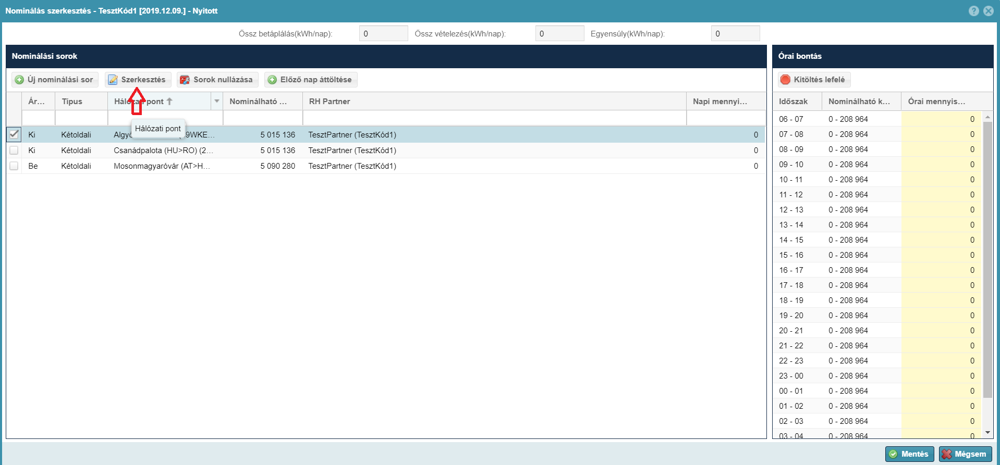 Nominálás szerkesztés - TesztKód1 [2019.12.09.] - Nyitott
Össz betáplálás(kWh/nap): 0 Össz vételezés(kWh/nap): 0 Egyensúly(kWh/nap): 0
Nominálási sorok
Új nominálási sor Szerkesztés Sorok nullázása Előző nap áttöltése
Ár... Típus pont Nominálható ... RH Partner Napi mennyi...
Hálózati pont
Ki Kétoldali 5 015 136 TesztPartner (TesztKód1) 0
Ki Kétoldali Csanádpalota (HU>RO) (2... 5 015 136 TesztPartner (TesztKód1) 0
Be Kétoldali Mosonmagyaróvár (AT>H... 5 090 280 TesztPartner (TesztKód1) 0
Órai bontás
Kitöltés lefelé
Időszak Nominálható k... Órai mennyis...
06 - 07 0 - 208 964 0
07 - 08 0 - 208 964 0
08 - 09 0 - 208 964 0
09 - 10 0 - 208 964 0
10 - 11 0 - 208 964 0
11 - 12 0 - 208 964 0
12 - 13 0 - 208 964 0
13 - 14 0 - 208 964 0
14 - 15 0 - 208 964 0
15 - 16 0 - 208 964 0
16 - 17 0 - 208 964 0
17 - 18 0 - 208 964 0
18 - 19 0 - 208 964 0
19 - 20 0 - 208 964 0
20 - 21 0 - 208 964 0
21 - 22 0 - 208 964 0
22 - 23 0 - 208 964 0
23 - 00 0 - 208 964 0
00 - 01 0 - 208 964 0
01 - 02 0 - 208 964 0
02 - 03 0 - 208 964 0
03 - 04 0 - 208 964 0
Mentés Mégsem